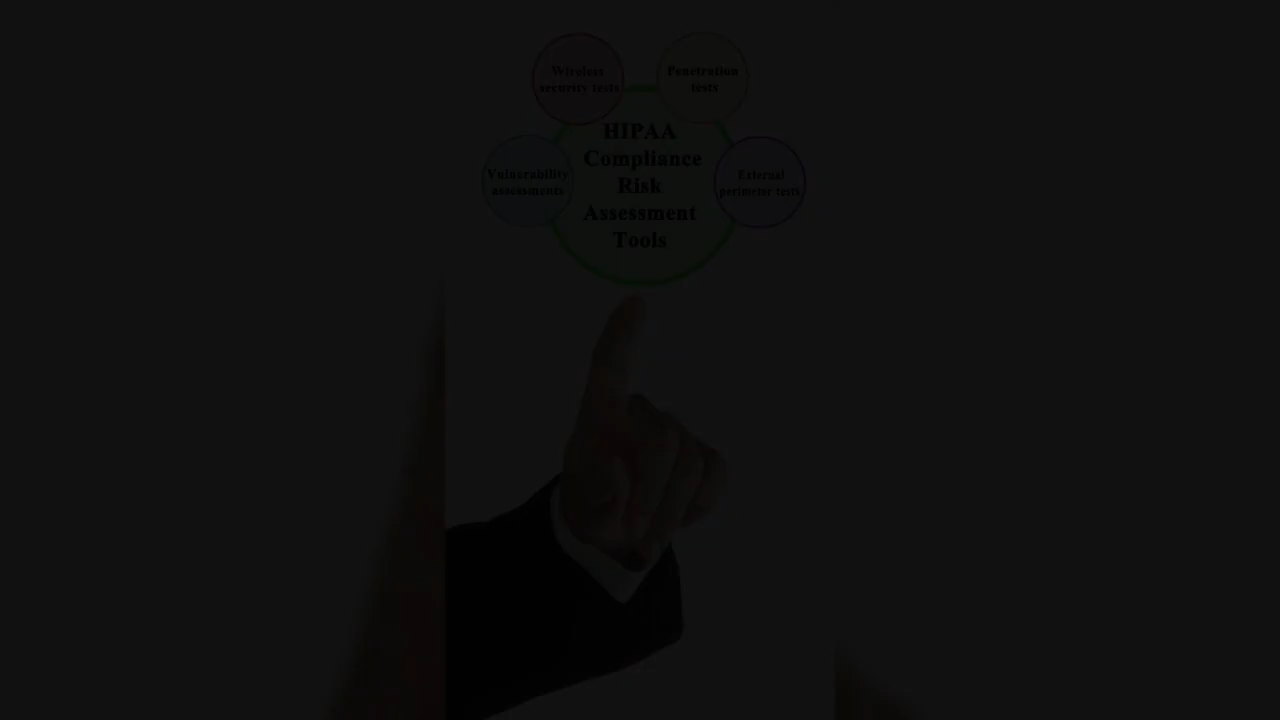 Wireless
security tests
Penetration
tests
HIPAA
Compliance
Risk
Assessment
Tools
Vulnerability
assessments
External
perimeter tests